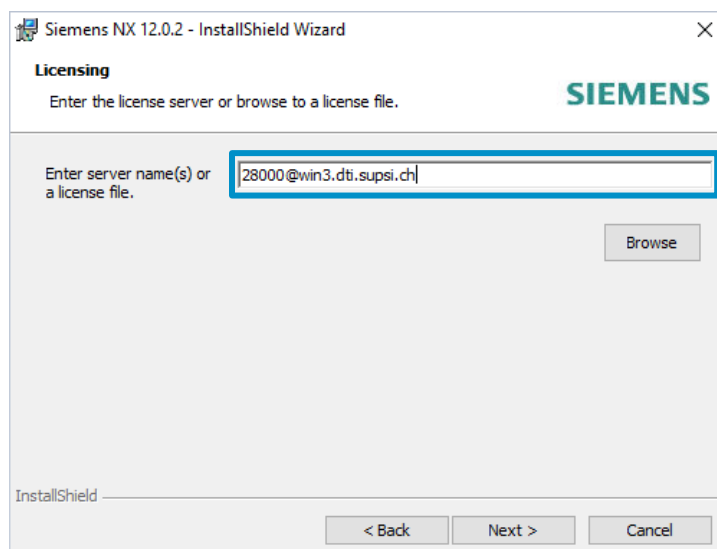 Siemens NX 12.0.2 - InstallShield Wizard
Licensing
Enter the license server or browse to a license file.
SIEMENS
Enter server name(s) or
a license file.
28000@win3.dti.supsi.ch
Browse
InstallShield
< Back
Next >
Cancel